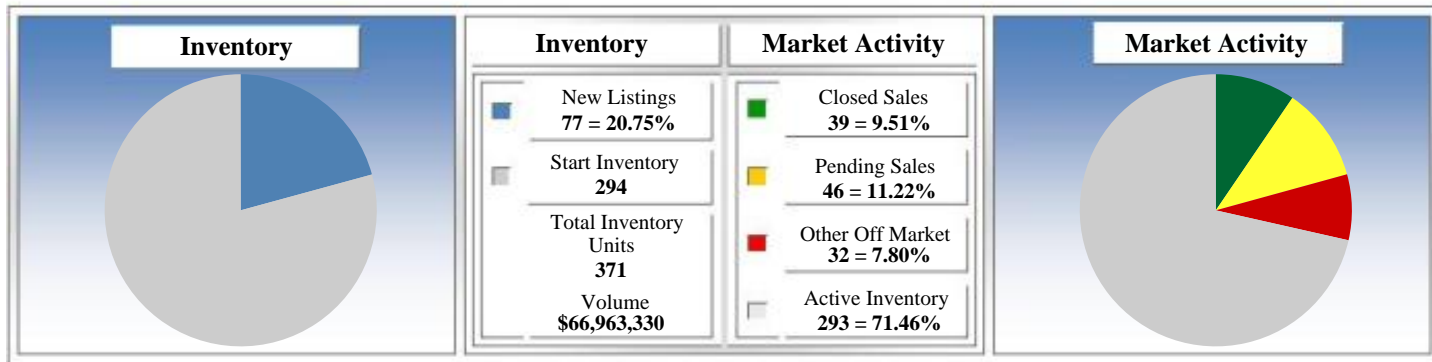 Inventory
Inventory
Market Activity
New Listings
77 = 20.75%
Start Inventory
294
Total Inventory
Units
371
Volume
$66,963,330
Closed Sales
39 = 9.51%
Pending Sales
46 = 11.22%
Other Off Market
32 = 7.80%
Active Inventory
293 = 71.46%
Market Activity